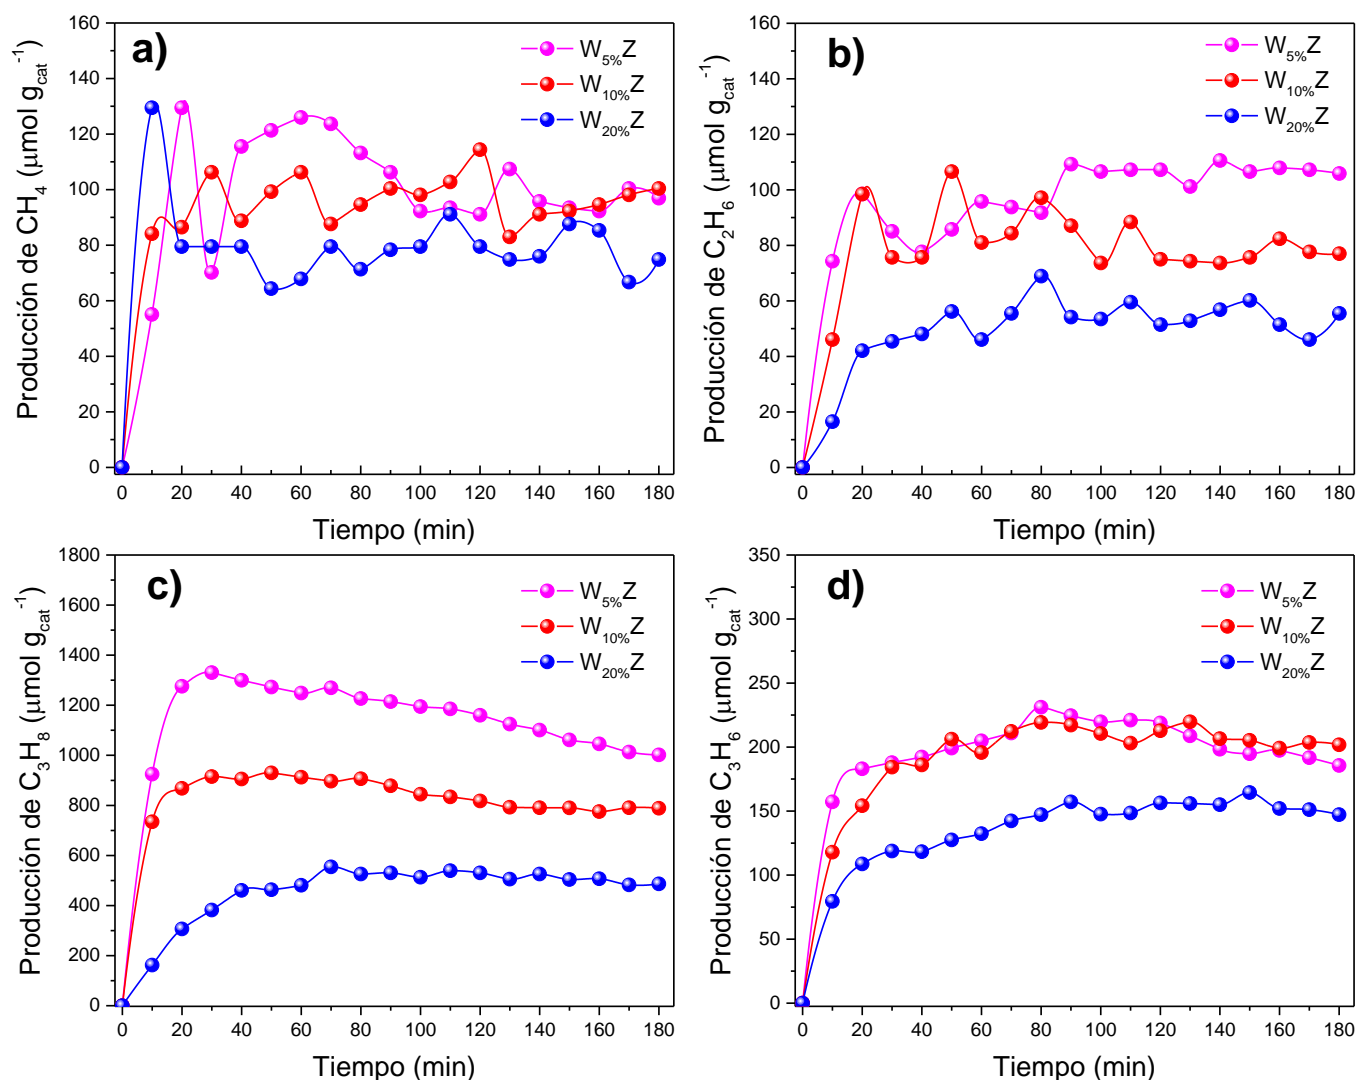 a)
Producción de CH4 (μmol gcat-1)
160
140
120
100
80
60
40
20
0
W5%Z
W10%Z
W20%Z
0 20 40 60 80 100 120 140 160 180
Tiempo (min)
b)
Producción de C2H6 (μmol gcat-1)
160
140
120
100
80
60
40
20
0
W5%Z
W10%Z
W20%Z
0 20 40 60 80 100 120 140 160 180
Tiempo (min)
c)
Producción de C3H8 (μmol gcat-1)
1800
1600
1400
1200
1000
800
600
400
200
0
W5%Z
W10%Z
W20%Z
0 20 40 60 80 100 120 140 160 180
Tiempo (min)
d)
Producción de C3H6 (μmol gcat-1)
350
300
250
200
150
100
50
0
W5%Z
W10%Z
W20%Z
0 20 40 60 80 100 120 140 160 180
Tiempo (min)